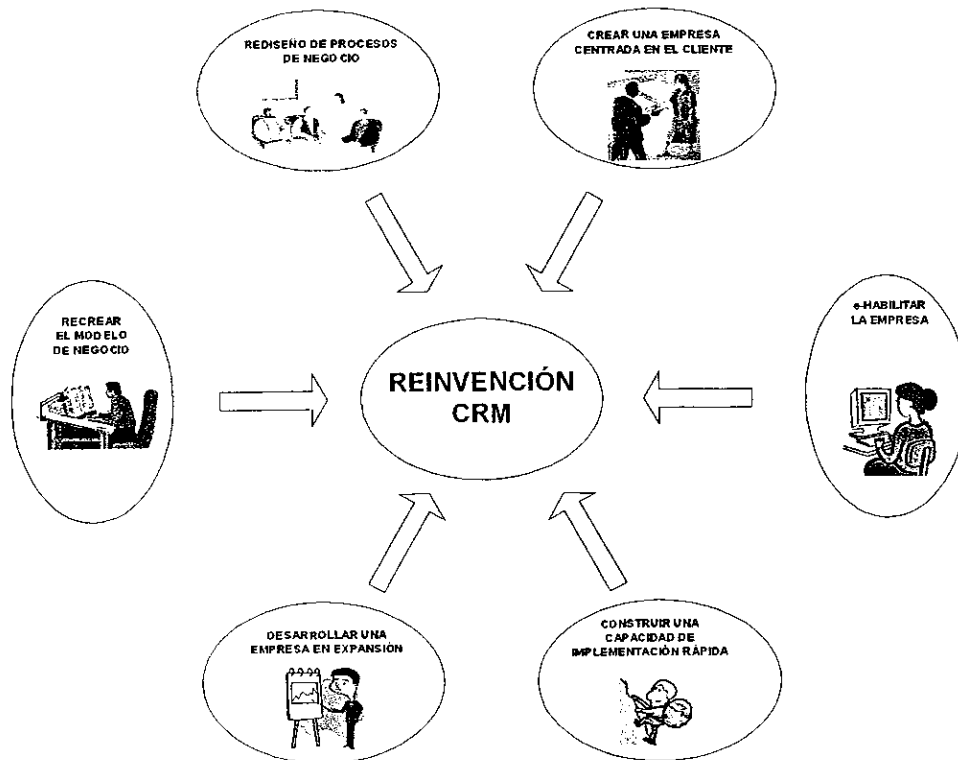 REDISEÑO DE PROCESOS
DE NEGOCIO
CREAR UNA EMPRESA
CENTRADA EN EL CLIENTE
RECREAR
EL MODELO
DE NEGOCIO
REINVENCIÓN
CRM
e-HABILITAR
LA EMPRESA
DESARROLLAR UNA
EMPRESA EN EXPANSIÓN
CONSTRUIR UNA
CAPACIDAD DE
IMPLEMENTACIÓN RÁPIDA